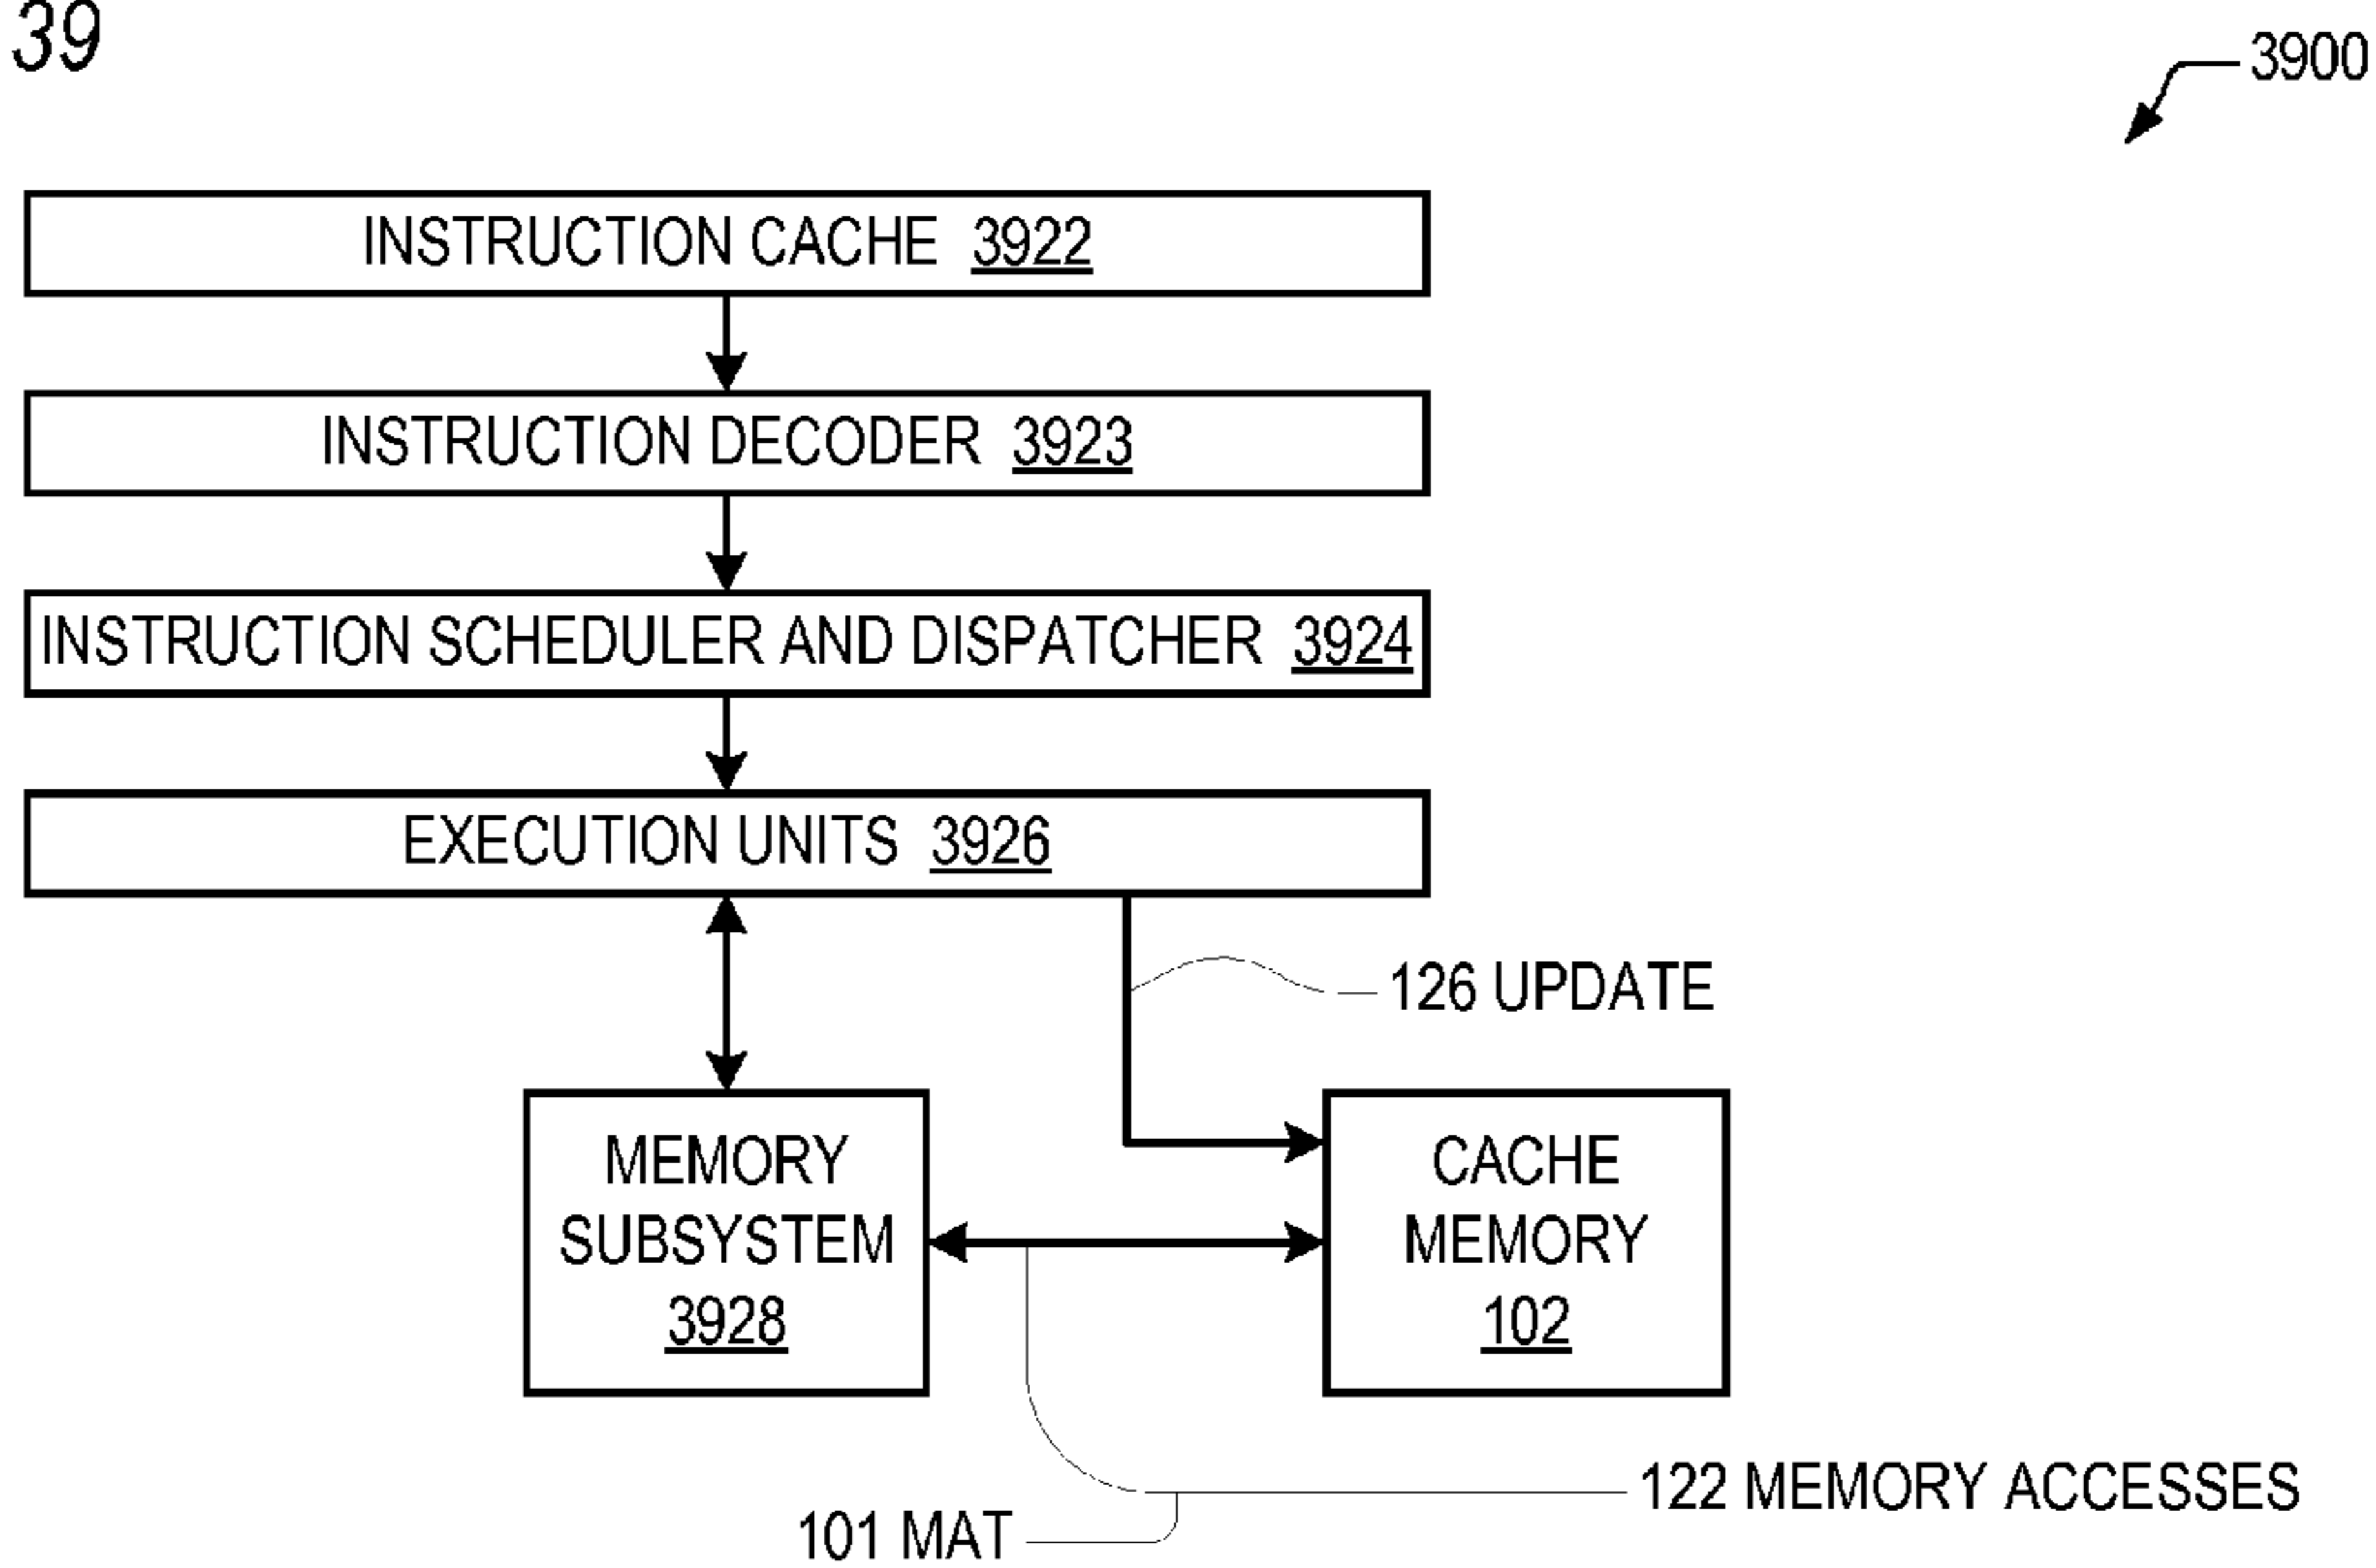 39
3900
INSTRUCTION CACHE 3922
INSTRUCTION DECODER 3923
INSTRUCTION SCHEDULER AND DISPATCHER 3924
EXECUTION UNITS 3926
126 UPDATE
MEMORY
SUBSYSTEM
3928
CACHE
MEMORY
102
122 MEMORY ACCESSES
101 MAT